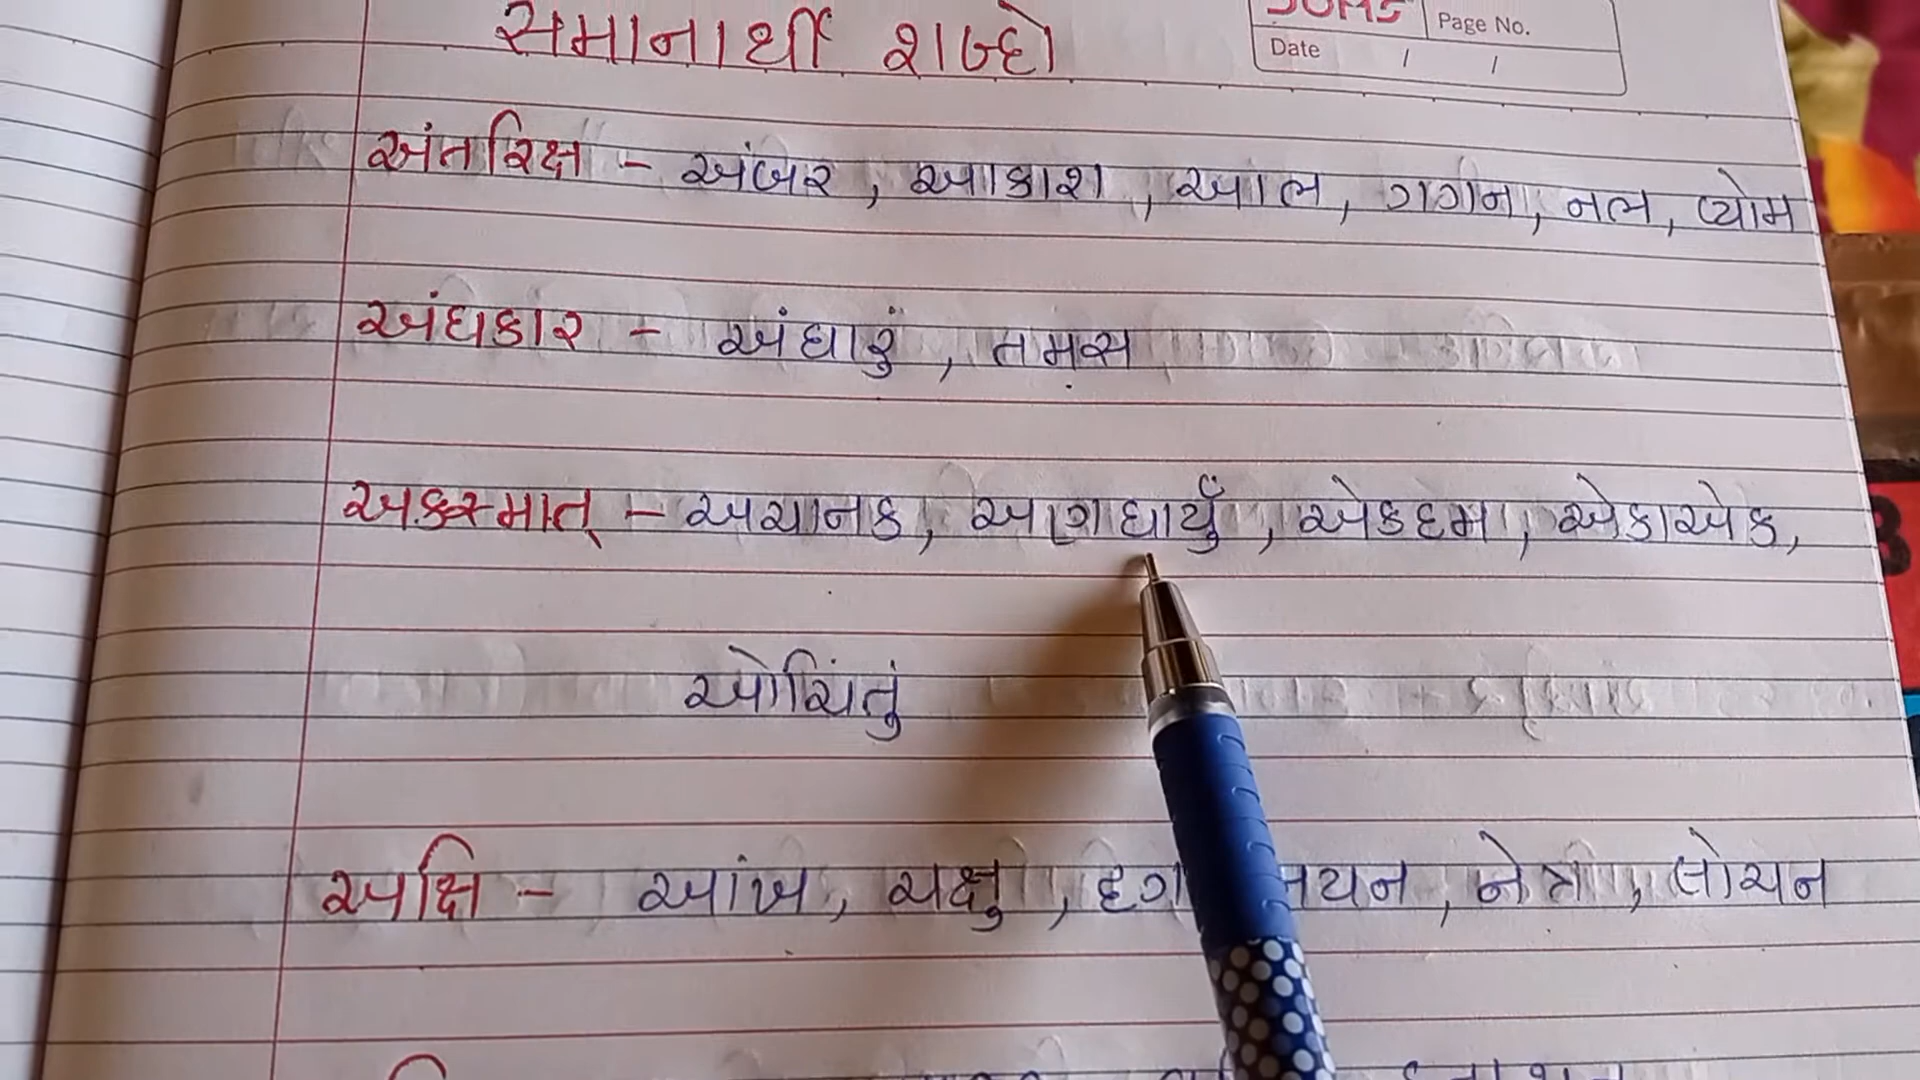 સમાનાર્થી શબ્દો
Page No.
Date / /
અંતરિક્ષ - અંબર, આકાશ, આભ, ગગન, નભ, વ્યોમ
અંધકાર - અંધારું, તમસ
અકસ્માત્ - અચાનક, અણધાર્યું, એકદમ, એકાએક,
ઓચિંતું
અક્ષિ - આંખ, ચક્ષુ, દગ નયન, નેત્ર, લોચન